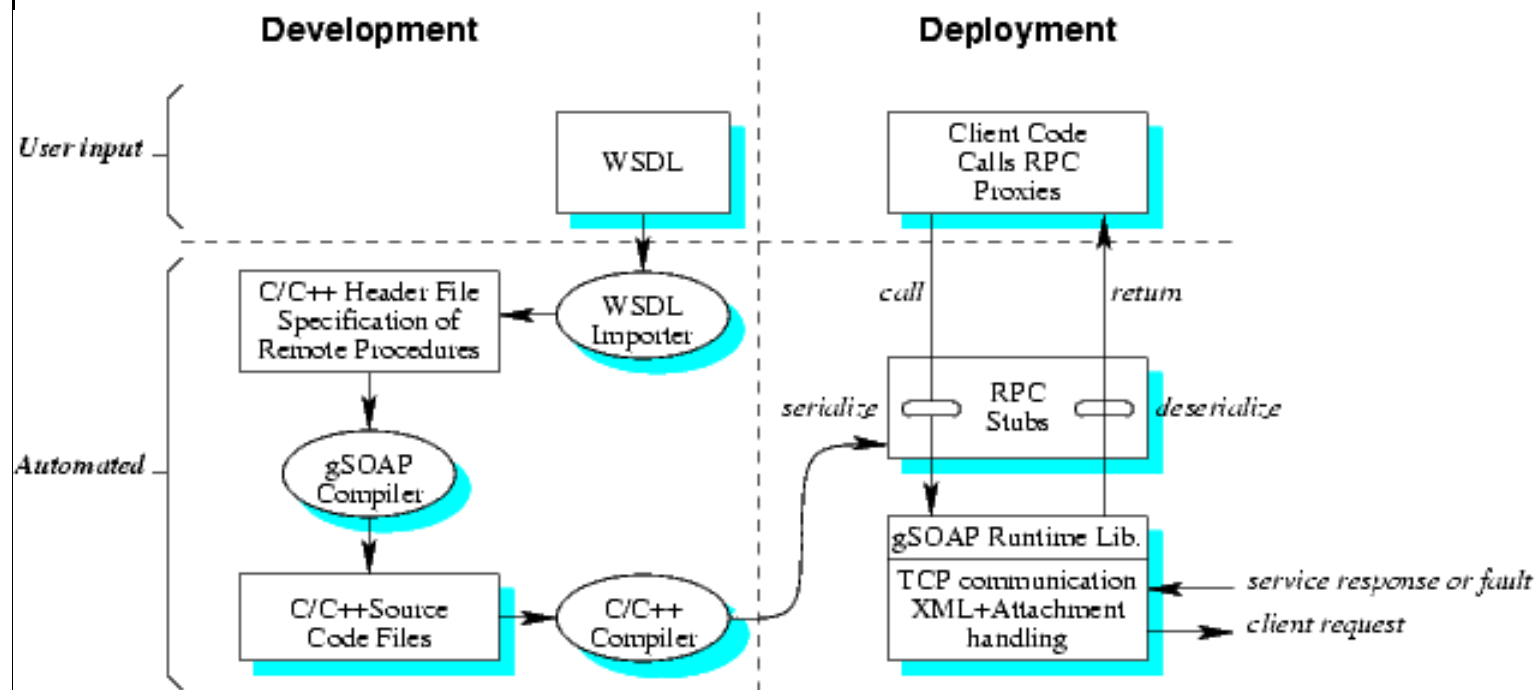 Development
Deployment
User input
WSDL
Client Code
Calls RPC
Proxies
C/C++ Header File
Specification of
Remote Procedures
WSDL
Importer
call
return
serialize
RPC
Stubs
deserialize
Automated
gSOAP
Compiler
gSOAP Runtime Lib.
TCP communication
XML+Attachment
handling
service response or fault
client request
C/C++Source
Code Files
C/C++
Compiler